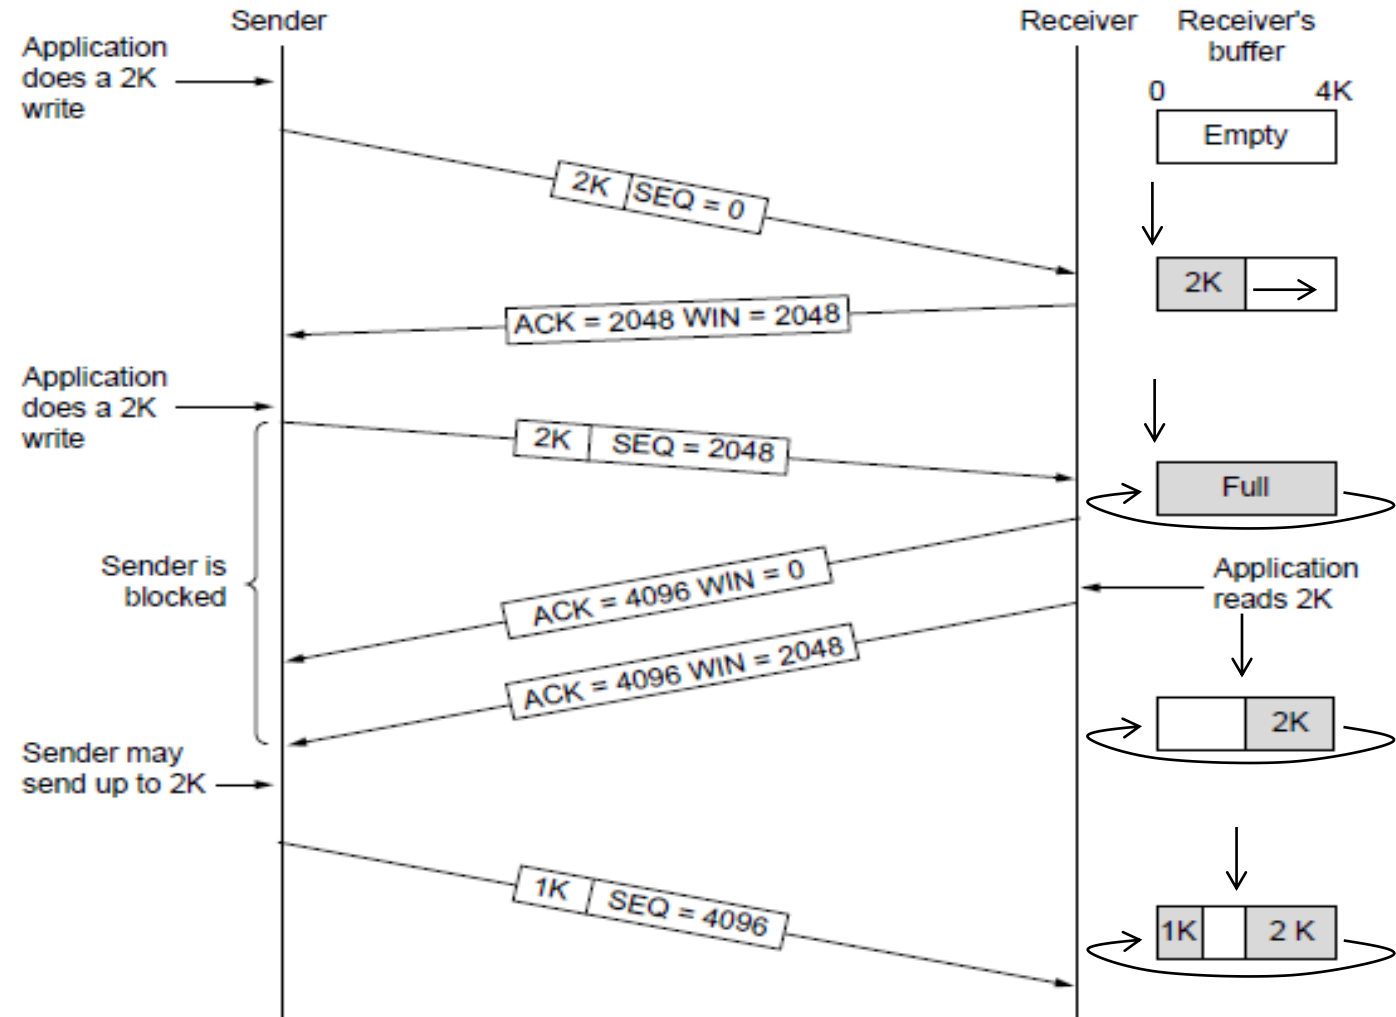 Sender
Receiver
Receiver's
buffer
Application
does a 2K
write
0
4K
Empty
2K
SEQ = 0
2K
ACK = 2048 WIN = 2048
Application
does a 2K
write
2K
SEQ = 2048
Full
Sender is
blocked
ACK = 4096 WIN = 0
Application
reads 2K
ACK = 4096 WIN = 2048
2K
Sender may
send up to 2K
1K
SEQ = 4096
1K
2 K